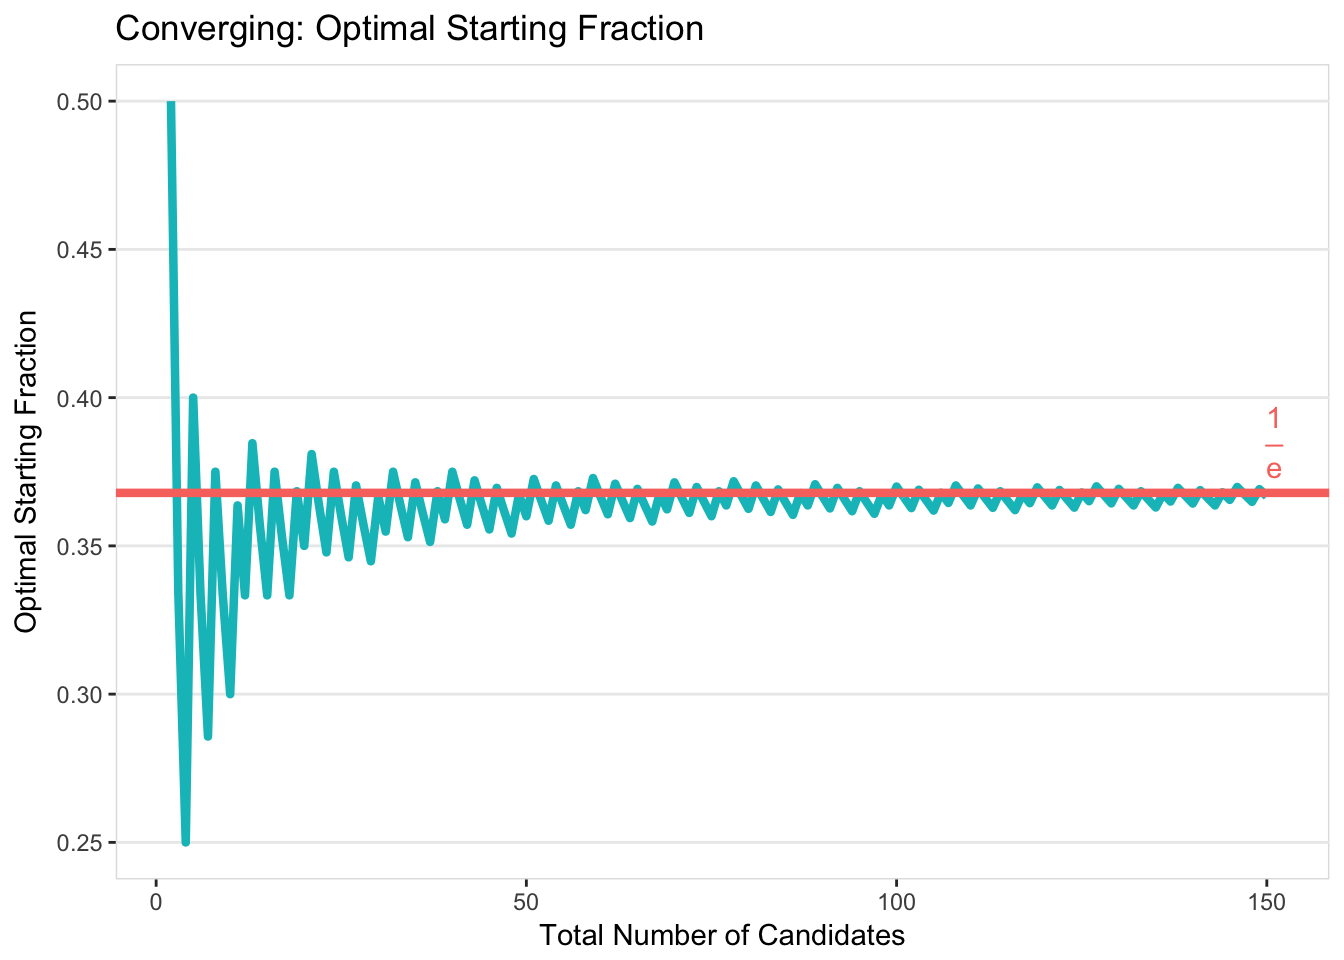 Converging: Optimal Starting Fraction
Optimal Starting Fraction
0.50
0.45
0.40
0.35
0.30
0.25
1
e
0
50
100
150
Total Number of Candidates